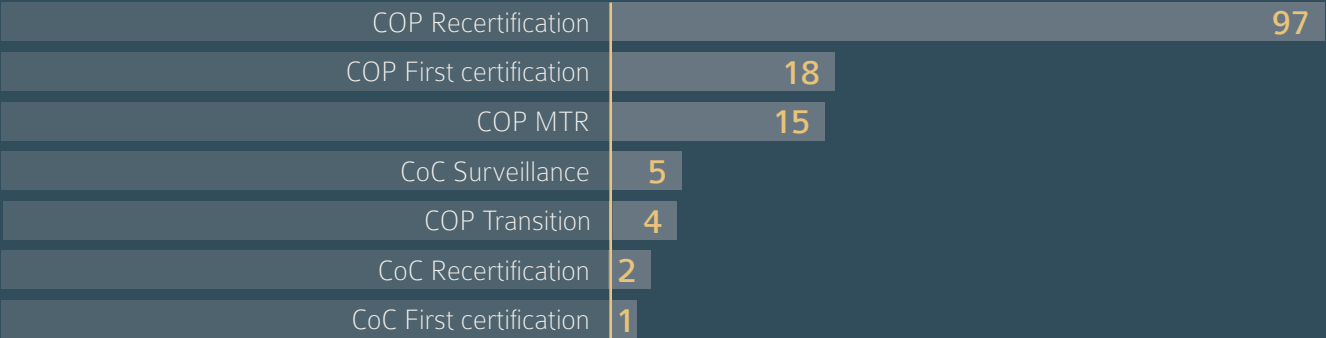 COP Recertification 97
COP First certification 18
COP MTR 15
CoC Surveillance 5
COP Transition 4
CoC Recertification 2
CoC First certification 1